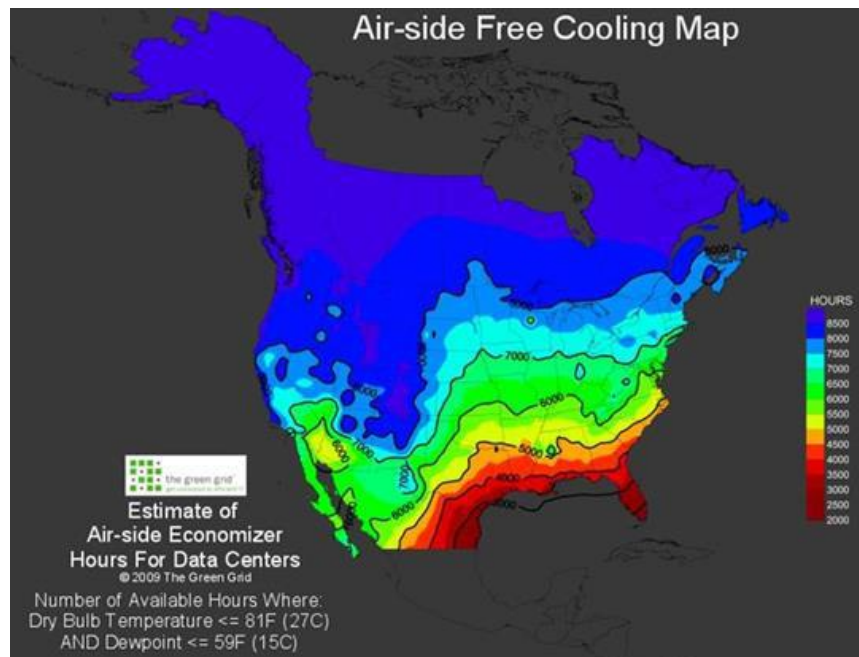 Air-side Free Cooling Map
HOURS
8500
8000
7500
7000
6500
6000
5500
5000
4500
4000
3500
3000
2500
2000
8000
7000
6000
5000
4000
8000
7000
6000
7000
6000
the green grid
Estimate of
Air-side Economizer
Hours For Data Centers
© 2009 The Green Grid
Number of Available Hours Where:
Dry Bulb Temperature <= 81F (27C)
AND Dewpoint <= 59F (15C)